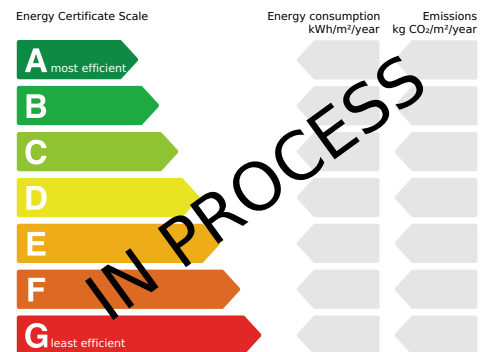 Energy Certificate Scale
Energy consumption
kWh/m²/year
Emissions
kg CO₂/m²/year
A most efficient
B
C
D
E
F
G least efficient
IN PROCESS